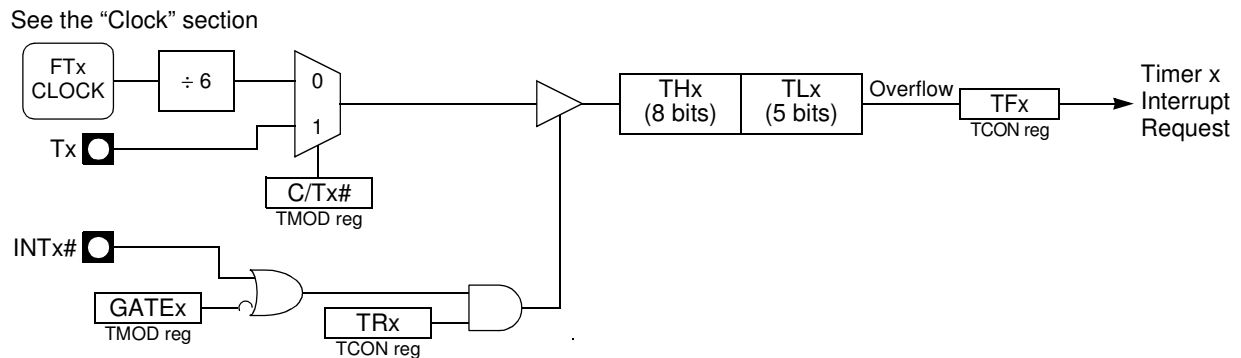 See the “Clock” section
FTx
CLOCK
÷ 6
0
1
Tx
C/Tx#
TMOD reg
THx
(8 bits)
TLx
(5 bits)
Overflow
TFx
TCON reg
Timer x
Interrupt
Request
INTx#
GATEx
TMOD reg
TRx
TCON reg